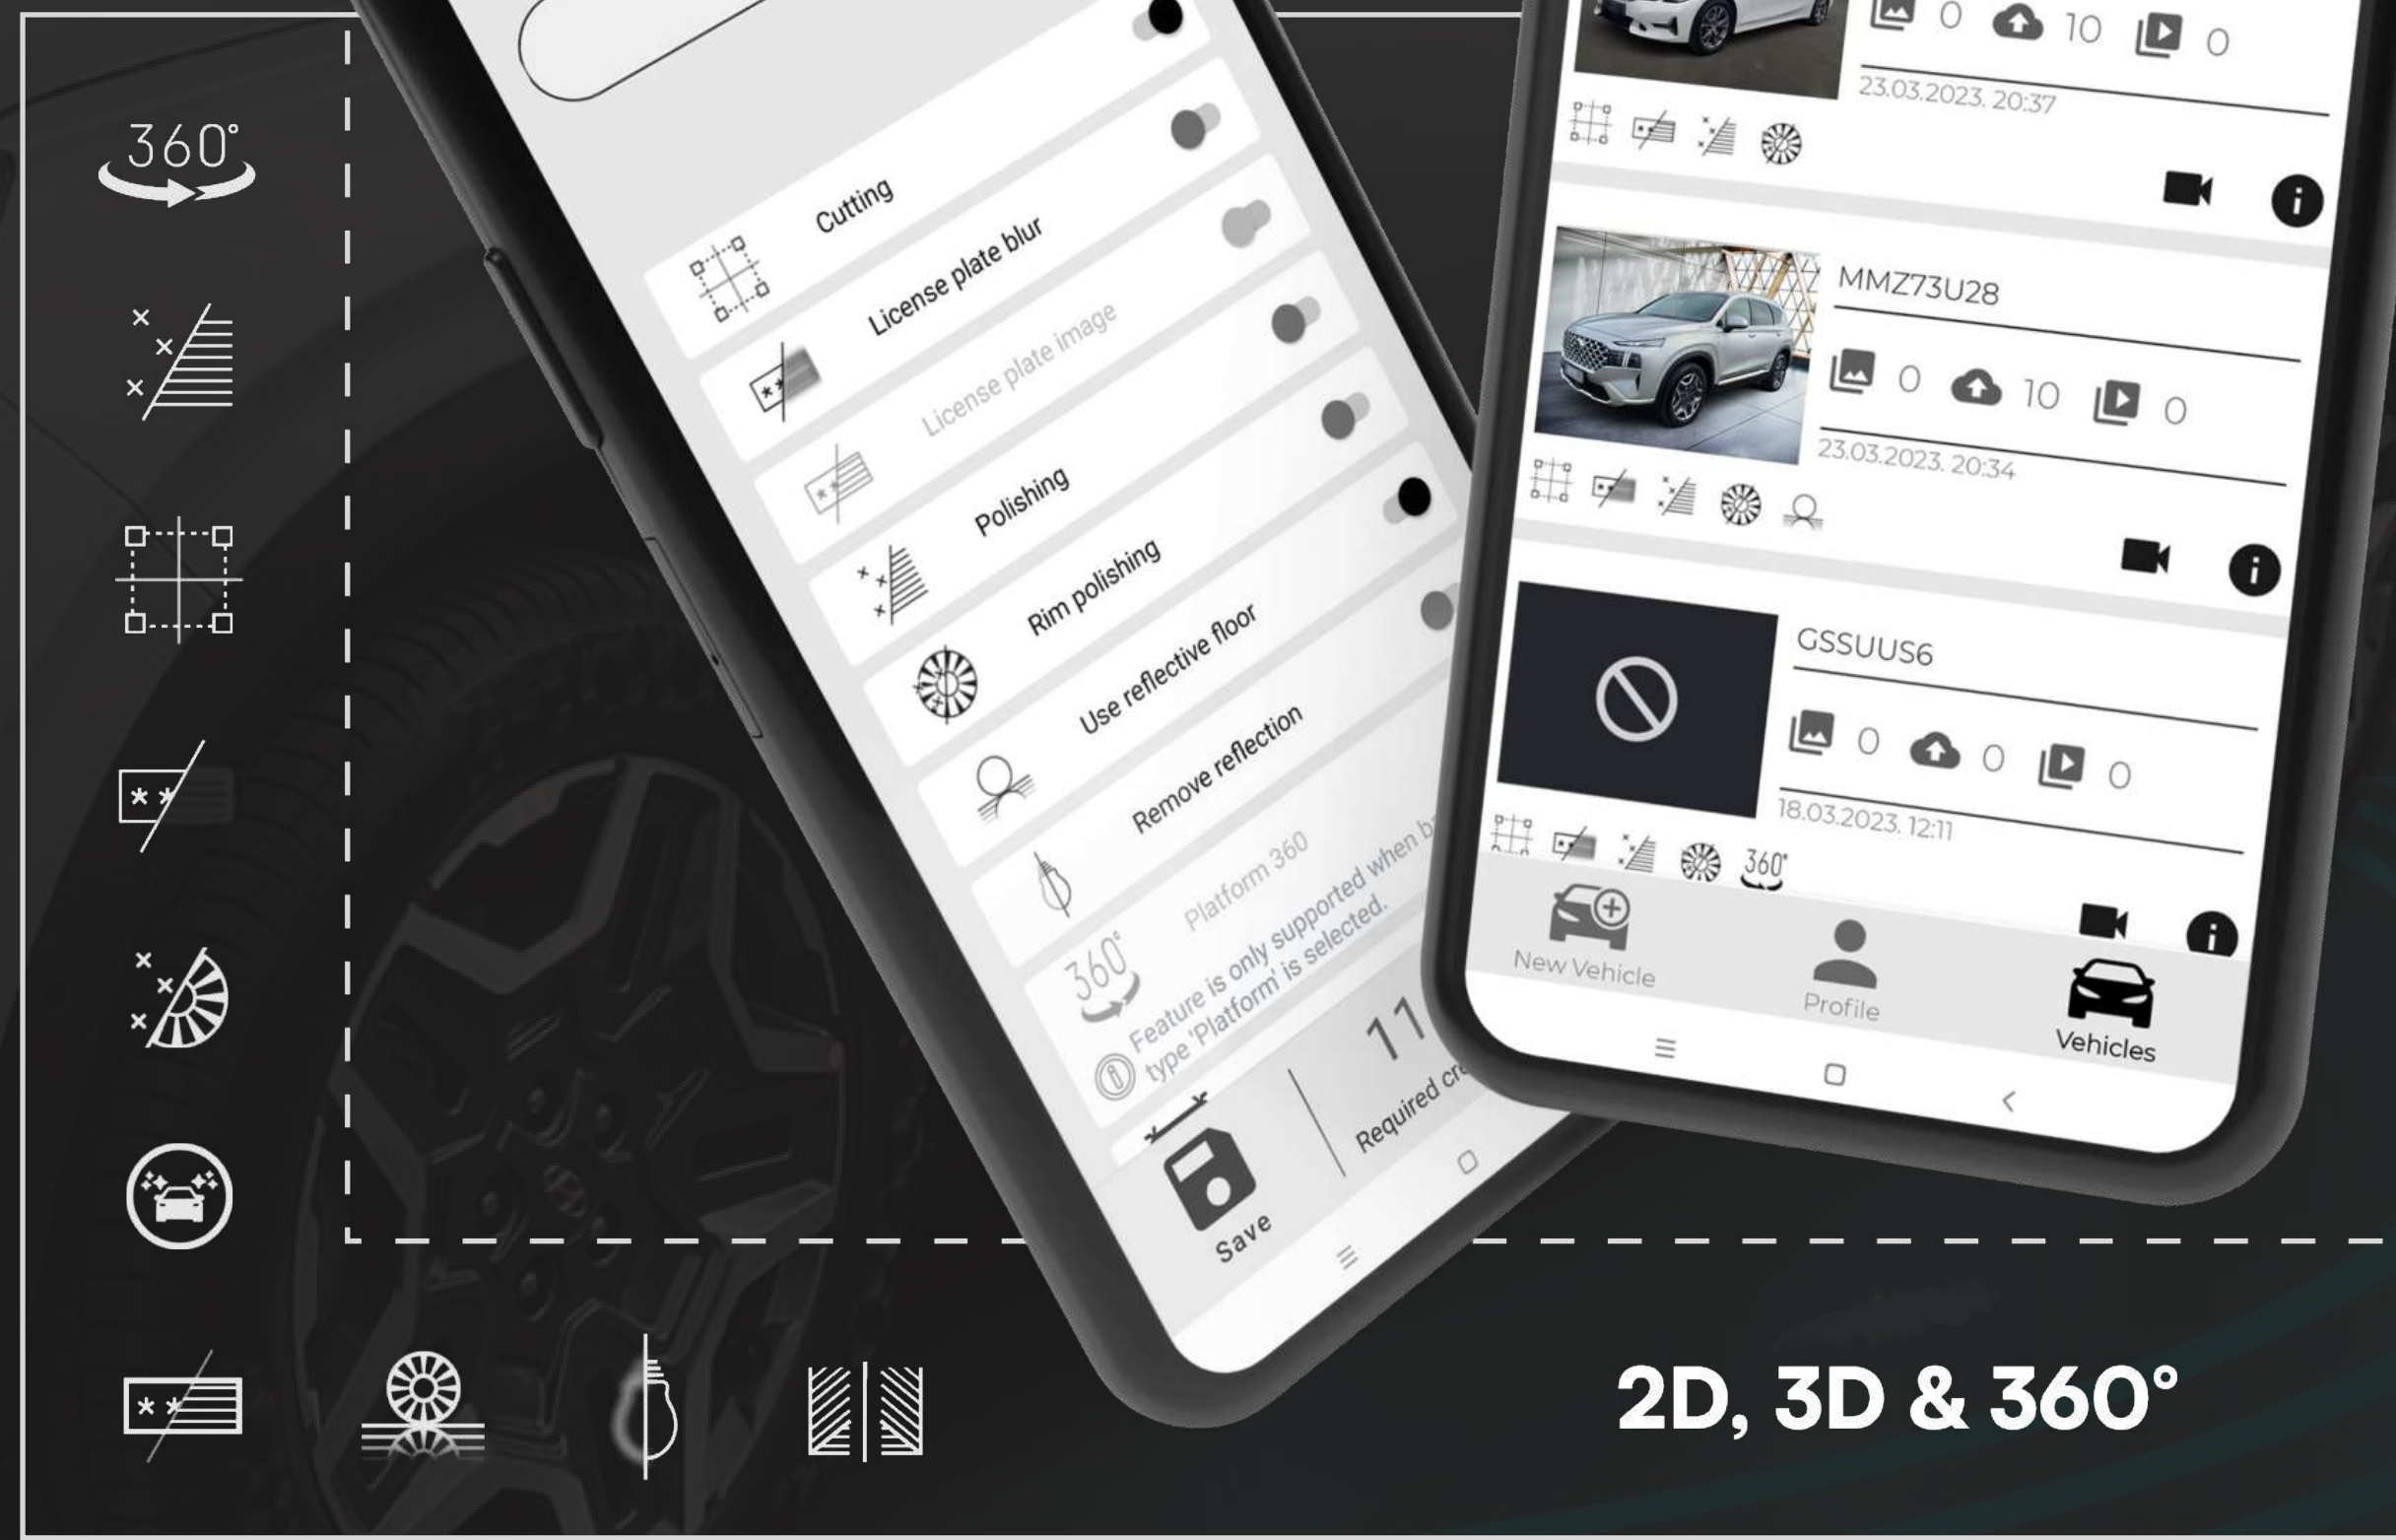 360°
Cutting
License plate blur
License plate image
Polishing
Rim polishing
Use reflective floor
Remove reflection
360°
Platform 360
Feature is only supported when
type 'Platform' is selected.
Save
11
Required
0 10 0
23.03.2023. 20:37
MMZ73U28
0 10 0
23.03.2023. 20:34
GSSUUS6
0 0 0
18.03.2023. 12:11
360°
New Vehicle
Profile
Vehicles
2D, 3D & 360°